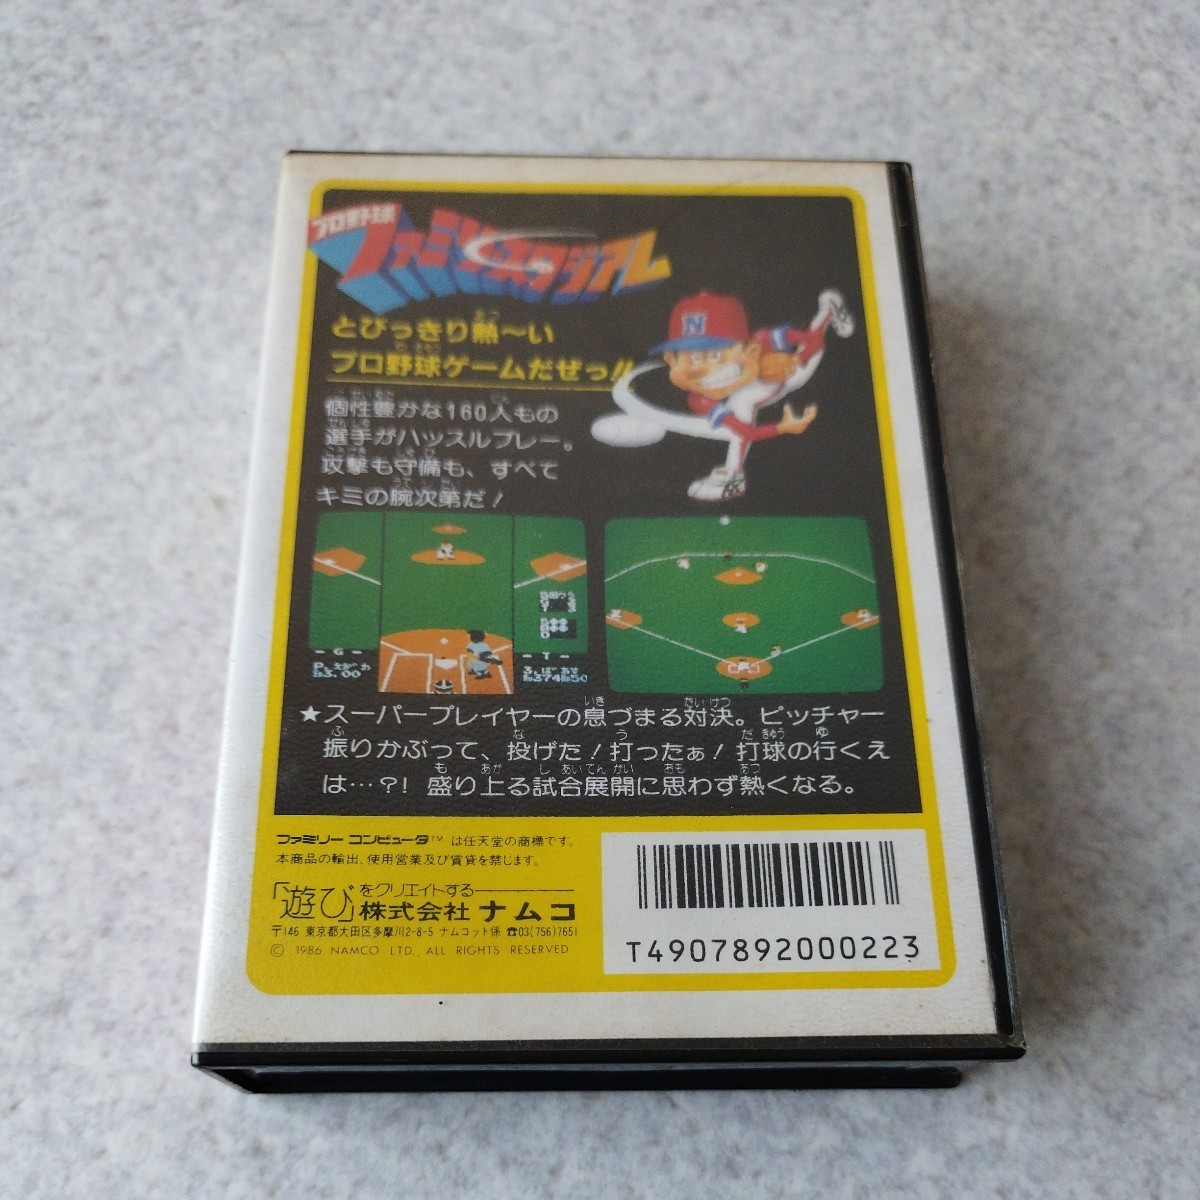 プロ野球
ファミリースタジアム
N
とびっきり熱〜い
プロ野球ゲームだぜっ!!
個性豊かな160人もの
選手がハッスルプレー。
攻撃も守備も、すべて
キミの腕次第だ!
- G -
- T -
P. えがわ
3.00
3. ばあす
★スーパープレイヤーの息づまる対決。ピッチャー
振りかぶって、投げた!打ったぁ!打球の行くえ
は…?! 盛り上る試合展開に思わず熱くなる。
ファミリーコンピュータ™ は任天堂の商標です。
本商品の輸出、使用営業及び賃貸を禁じます。
「遊び」をクリエイトする
株式会社 ナムコ
〒146 東京都大田区多摩川2-8-5 ナムコット係 ☎03(756)7651
© 1986 NAMCO LTD., ALL RIGHTS RESERVED
T4907892000223